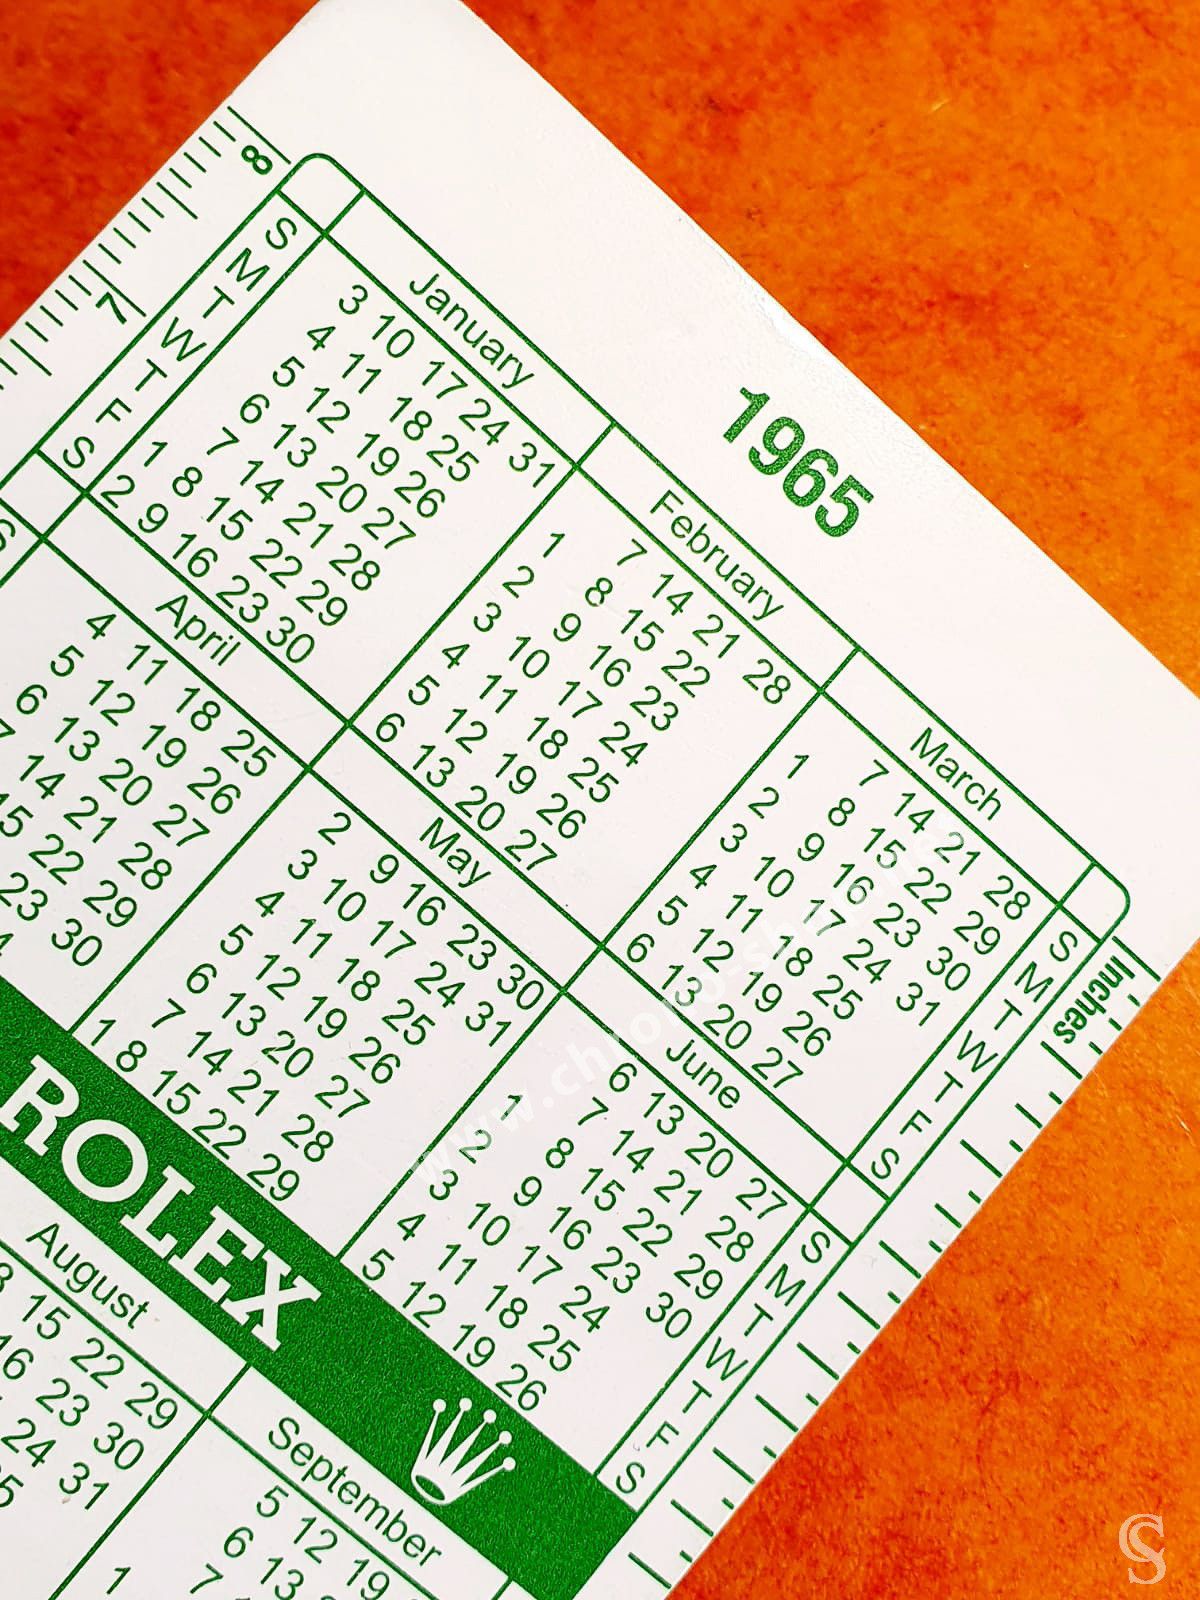 1965
8
7
Inches
January
S 3 10 17 24 31
M 4 11 18 25
T 5 12 19 26
W 6 13 20 27
T 7 14 21 28
F 1 8 15 22 29
S 2 9 16 23 30
February
7 14 21 28
1 8 15 22
2 9 16 23
3 10 17 24
4 11 18 25
5 12 19 26
6 13 20 27
March
7 14 21 28 S
1 8 15 22 29 M
2 9 16 23 30 T
3 10 17 24 31 W
4 11 18 25 T
5 12 19 26 F
6 13 20 27 S
April
4 11 18 25
5 12 19 26
6 13 20 27
7 14 21 28
15 22 29
23 30
May
2 9 16 23 30
3 10 17 24 31
4 11 18 25
5 12 19 26
6 13 20 27
7 14 21 28
1 8 15 22 29
June
6 13 20 27 S
7 14 21 28 M
1 8 15 22 29 T
2 9 16 23 30 W
3 10 17 24 T
4 11 18 25 F
5 12 19 26 S
ROLEX
August
15 22 29
16 23 30
24 31
September
5 12 19
6 13
1
7
CS